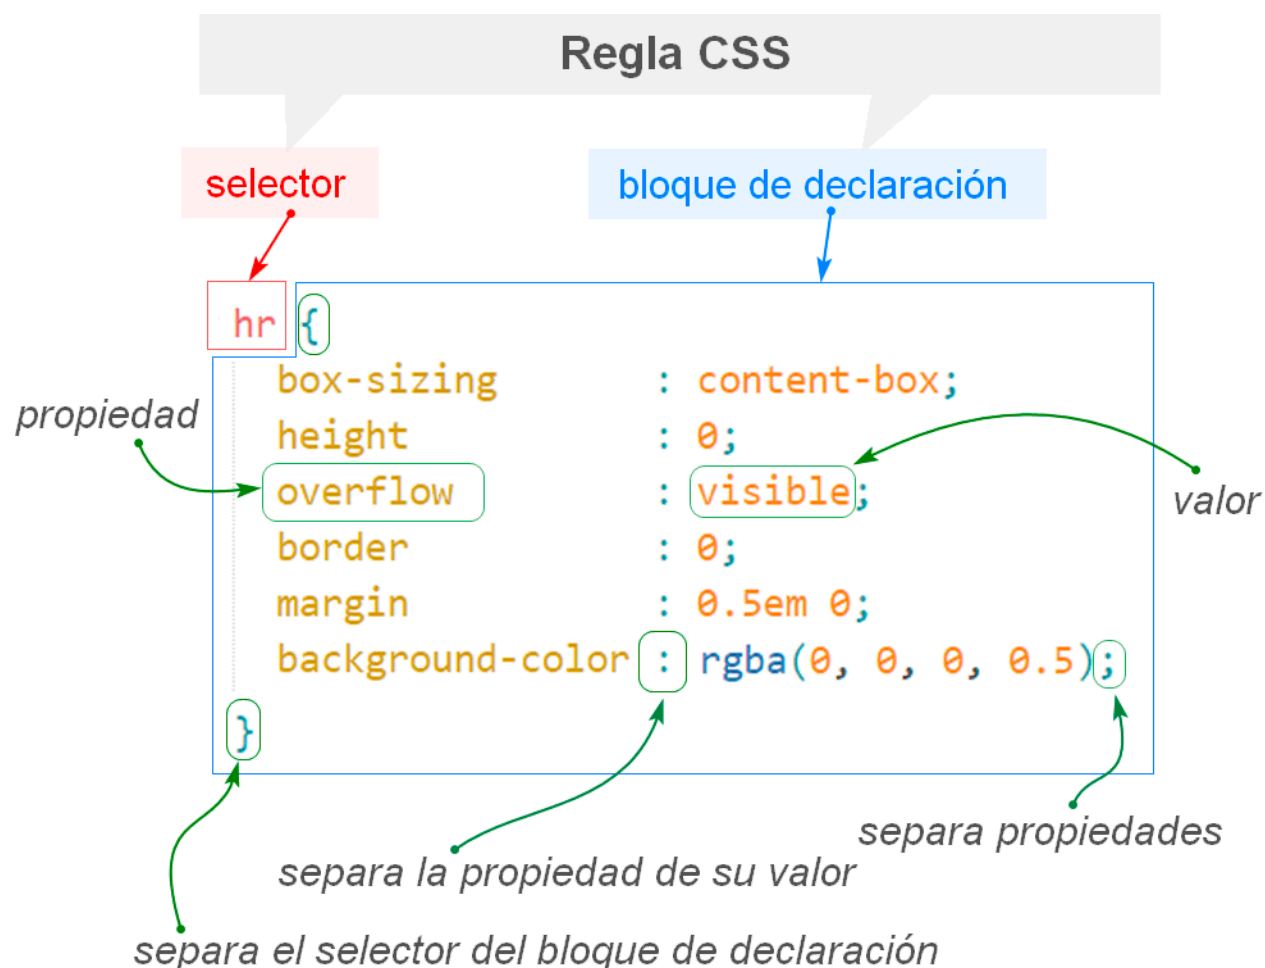 Regla CSS
selector
bloque de declaración
hr {
box-sizing : content-box;
propiedad
height : 0;
overflow : visible;
valor
border : 0;
margin : 0.5em 0;
background-color : rgba(0, 0, 0, 0.5);
}
separa propiedades
separa la propiedad de su valor
separa el selector del bloque de declaración